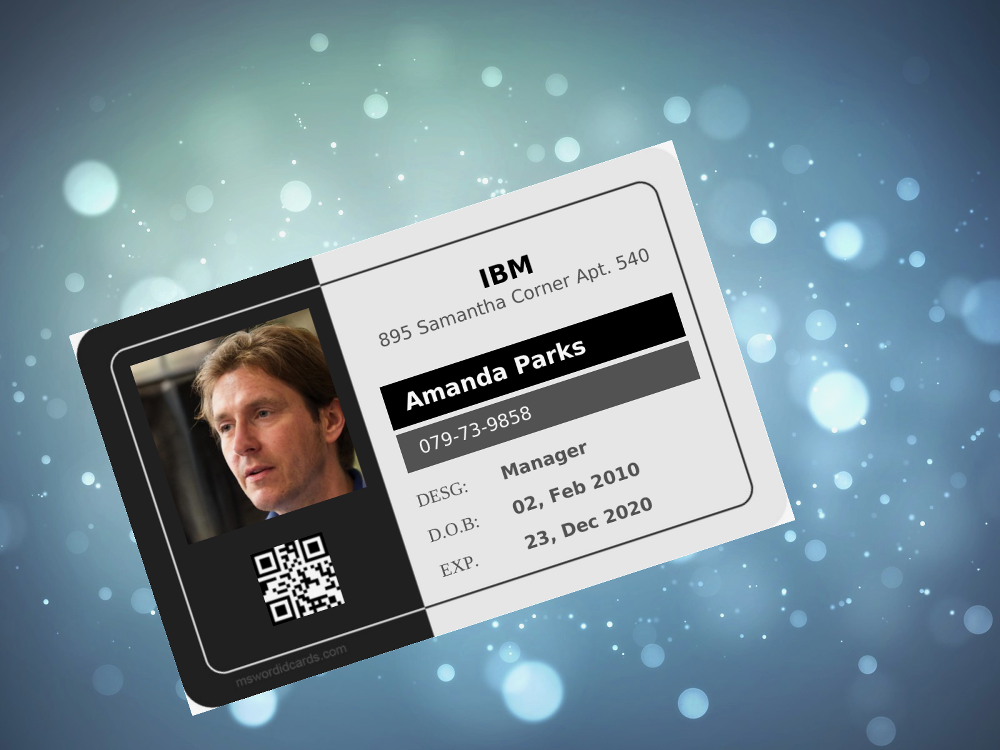 IBM
895 Samantha Corner Apt. 540
Amanda Parks
079-73-9858
DESG: Manager
D.O.B: 02, Feb 2010
EXP. 23, Dec 2020
mswordidcards.com